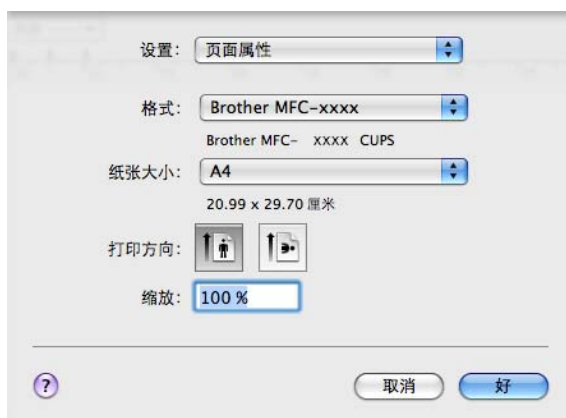 设置: 页面属性
格式: Brother MFC-xxxx
Brother MFC- xxxx CUPS
纸张大小: A4
20.99 x 29.70 厘米
打印方向:
缩放: 100 %
? 取消 好